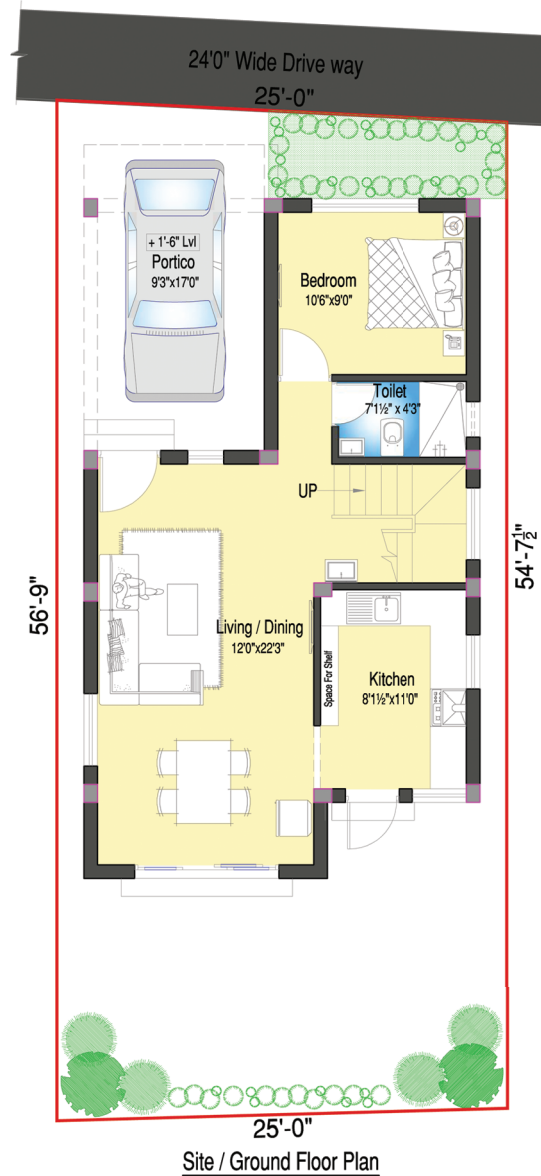 24'0" Wide Drive way
25'-0"
+ 1'-6" Lvl
Portico
9'3"x17'0"
Bedroom
10'6"x9'0"
Toilet
7'1½" x 4'3"
UP
56'-9"
54'-7½"
Living / Dining
12'0"x22'3"
Space For Shelf
Kitchen
8'1½"x11'0"
25'-0"
Site / Ground Floor Plan